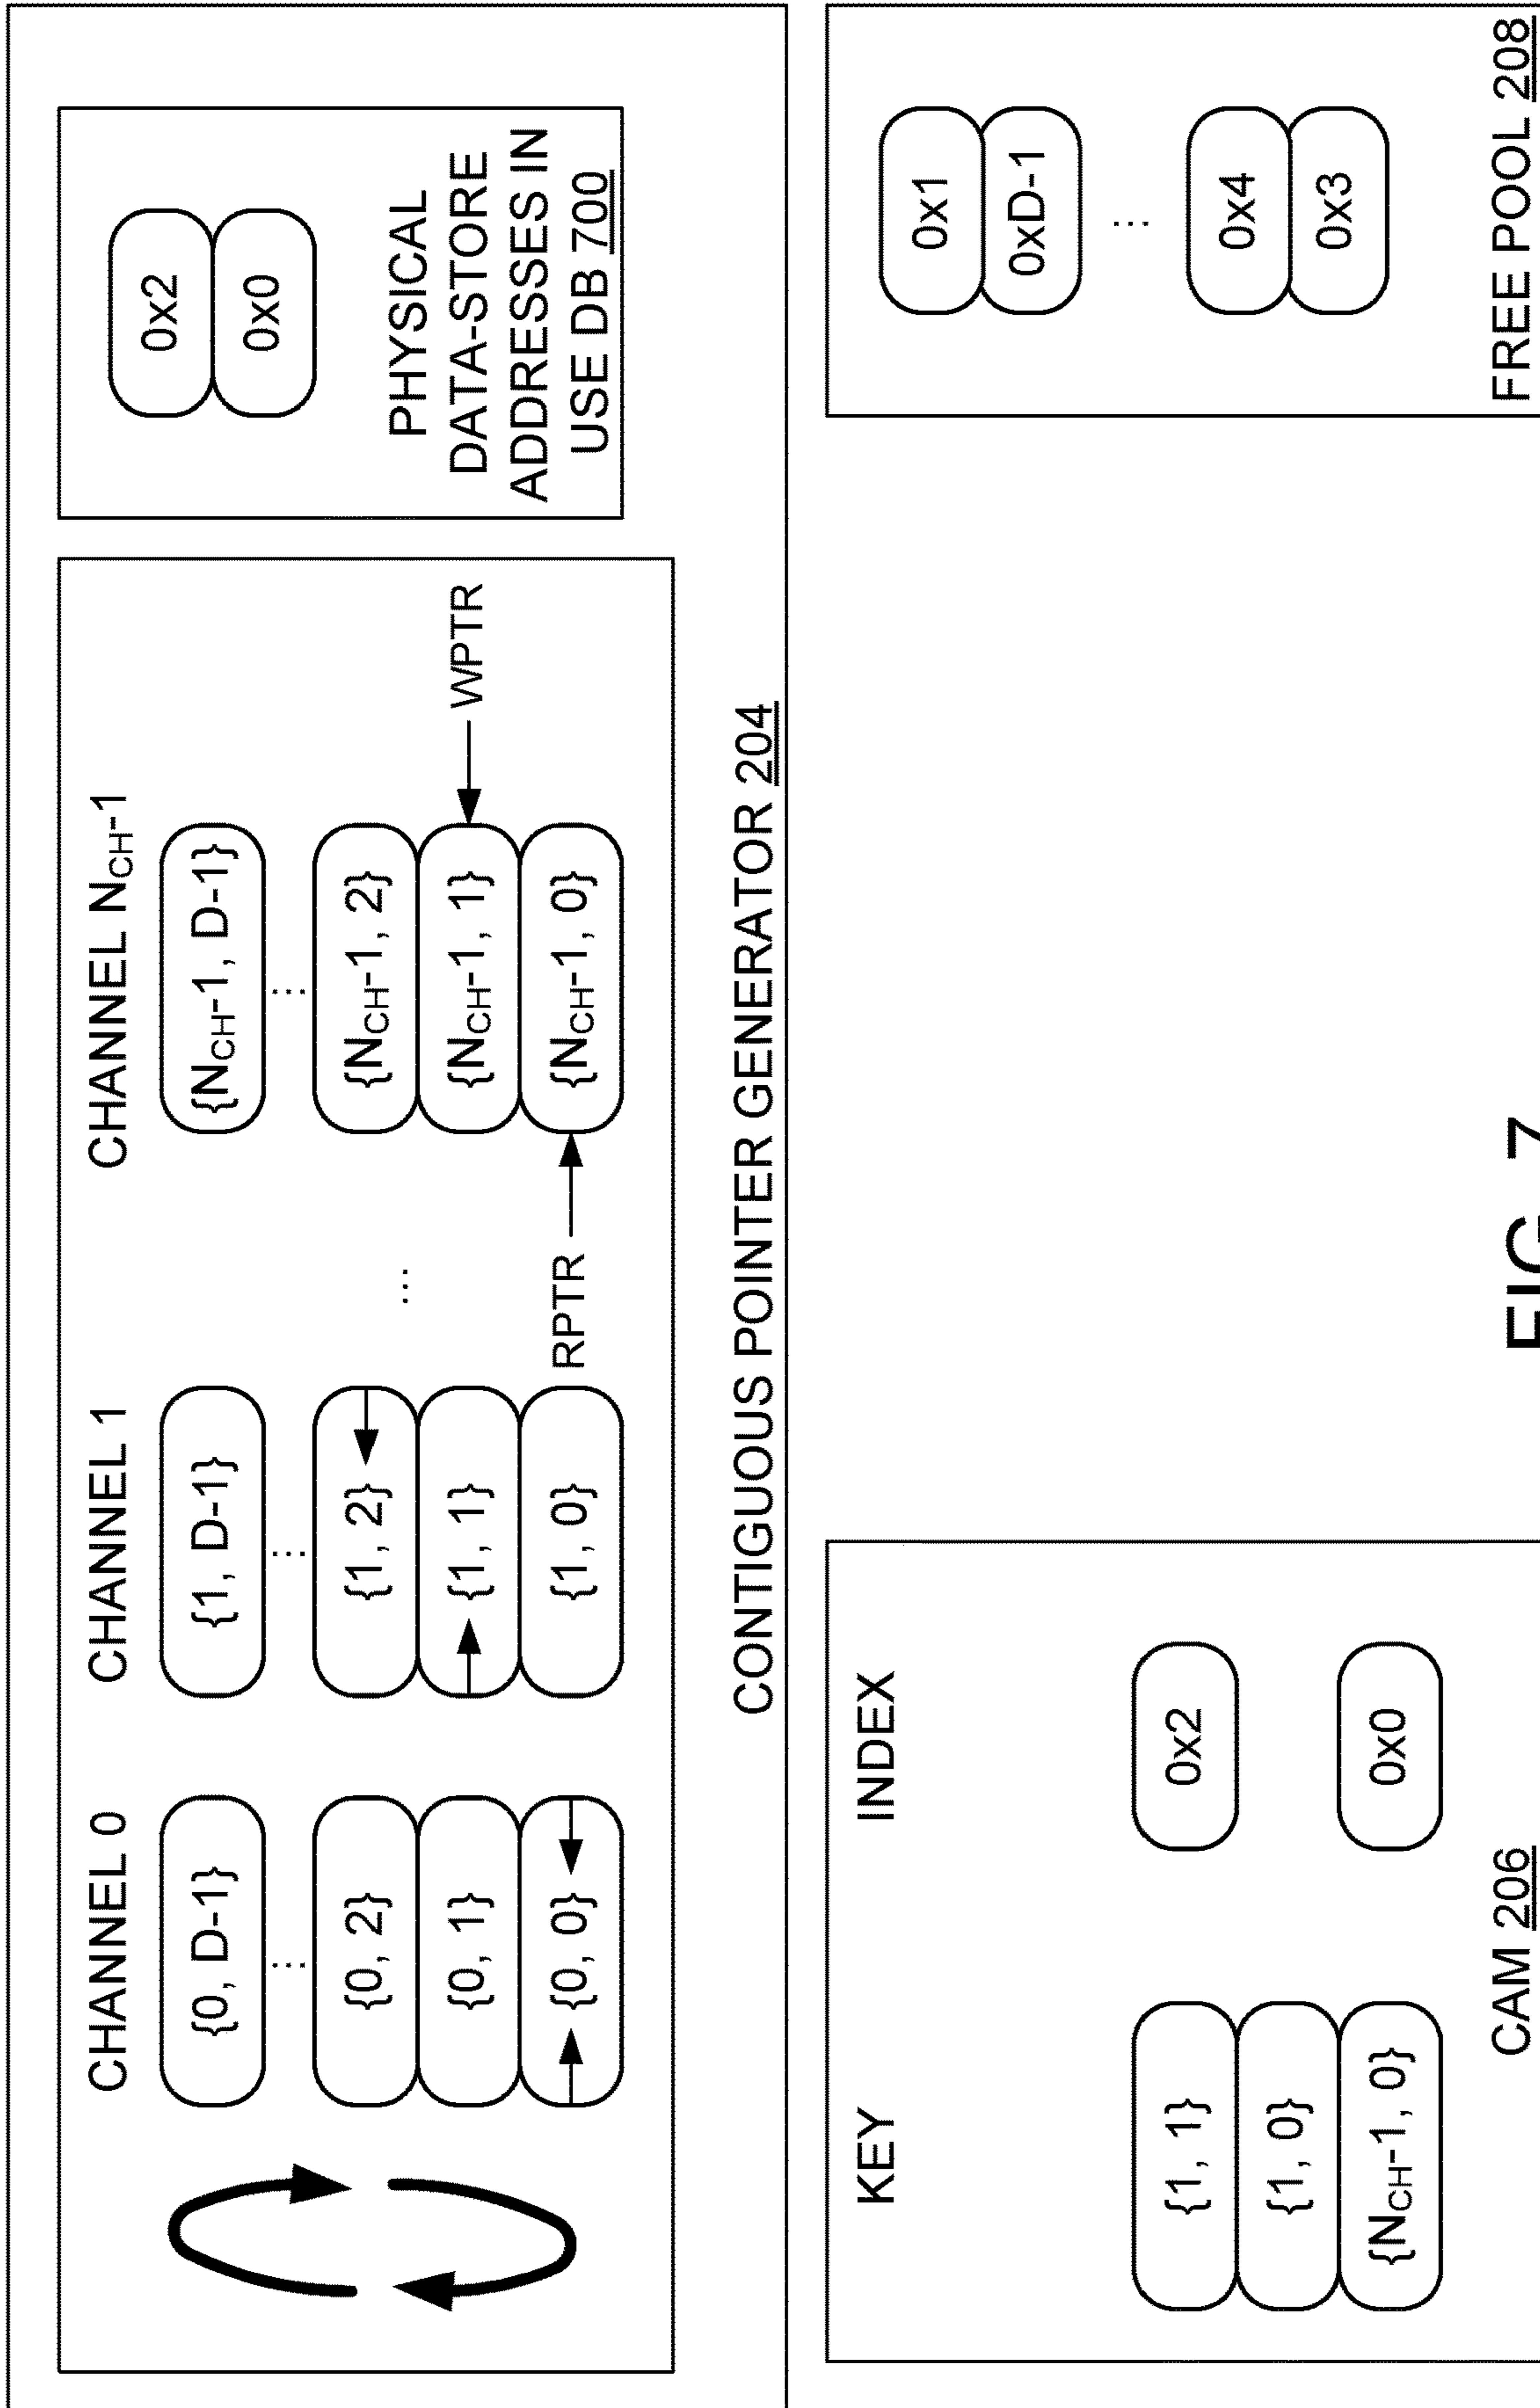 CHANNEL 0
{0, D-1}
...
{0, 2}
{0, 1}
{0, 0}
CHANNEL 1
{1, D-1}
...
{1, 2}
{1, 1}
{1, 0}
...
CHANNEL NCH-1
{NCH-1, D-1}
...
{NCH-1, 2}
{NCH-1, 1}
{NCH-1, 0}
RPTR
WPTR
0x2
0x0
PHYSICAL
DATA-STORE
ADDRESSES IN
USE DB 700
CONTIGUOUS POINTER GENERATOR 204
KEY
INDEX
{1, 1}
0x2
{1, 0}
{NCH-1, 0}
0x0
CAM 206
0x1
0xD-1
...
0x4
0x3
FREE POOL 208
FIG. 7